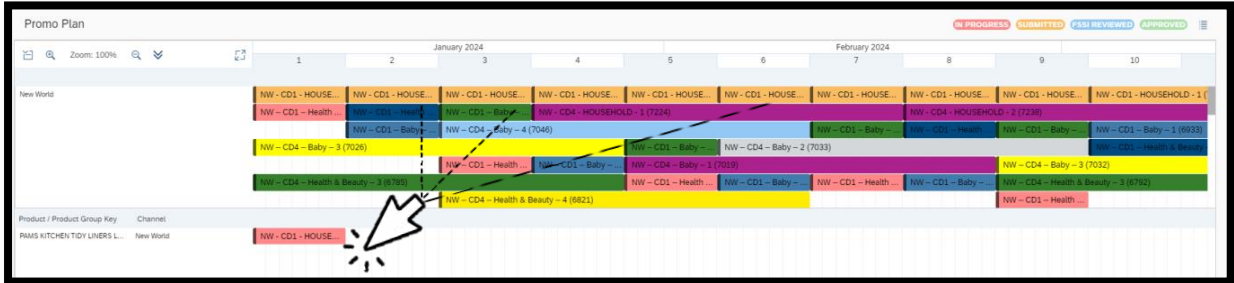 Promo Plan IN PROGRESS SUBMITTED FSSI REVIEWED APPROVED
Zoom: 100% January 2024 February 2024
1 2 3 4 5 6 7 8 9 10
New World NW - CD1 - HOUSE... NW - CD1 - HOUSE... NW - CD1 - HOUSE... NW - CD1 - HOUSE... NW - CD1 - HOUSE... NW - CD1 - HOUSE... NW - CD1 - HOUSE... NW - CD1 - HOUSE... NW - CD1 - HOUSE... NW - CD1 - HOUSEHOLD - 1 (
NW – CD1 – Health ... NW – CD1 – Health NW – CD1 – Baby – NW - CD4 - HOUSEHOLD - 1 (7224) NW - CD4 - HOUSEHOLD - 2 (7238)
NW – CD1 – Baby – ... NW – CD4 – Baby – 4 (7046) NW – CD1 – Baby – ... NW – CD1 – Health NW – CD1 – Baby – ... NW – CD1 – Baby – 1 (6933)
NW – CD4 – Baby – 3 (7026) NW – CD1 – Baby – ... NW – CD4 – Baby – 2 (7033) NW – CD1 – Health & Beauty
NW – CD1 – Health ... NW – CD1 – Baby – ... NW – CD4 – Baby – 1 (7019) NW – CD4 – Baby – 3 (7032)
NW – CD4 – Health & Beauty – 3 (6785) NW – CD1 – Health ... NW – CD1 – Baby – ... NW – CD1 – Health ... NW – CD1 – Baby – ... NW – CD4 – Health & Beauty – 3 (6792)
NW – CD4 – Health & Beauty – 4 (6821) NW – CD1 – Health ...
Product / Product Group Key Channel
PAMS KITCHEN TIDY LINERS L... New World NW - CD1 - HOUSE...